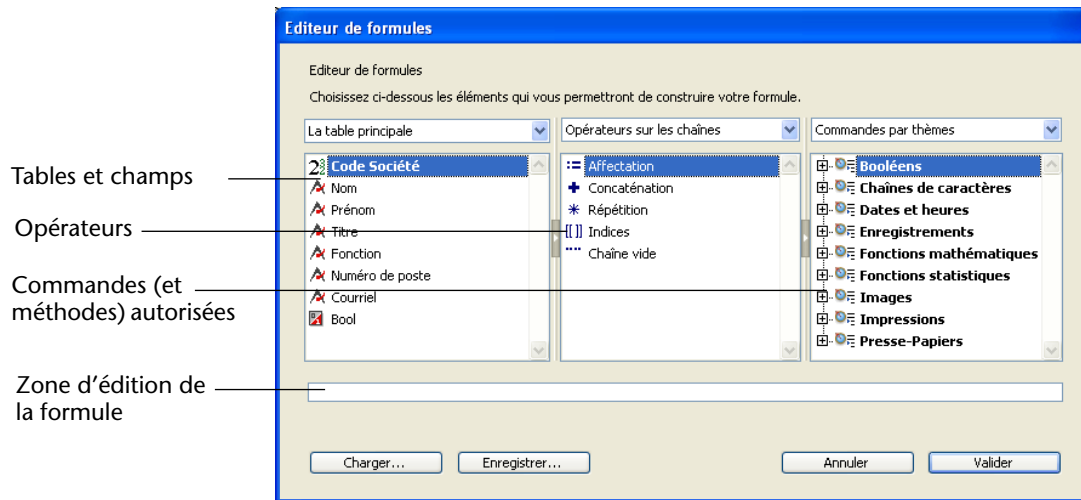 Editeur de formules
Editeur de formules
Choisissez ci-dessous les éléments qui vous permettront de construire votre formule.
La table principale
Opérateurs sur les chaînes
Commandes par thèmes
Tables et champs
Opérateurs
Commandes (et
méthodes) autorisées
Zone d’édition de
la formule
Code Société
Nom
Prénom
Titre
Fonction
Numéro de poste
Courriel
Bool
:= Affectation
+ Concaténation
* Répétition
[[ ]] Indices
"" Chaîne vide
Booléens
Chaînes de caractères
Dates et heures
Enregistrements
Fonctions mathématiques
Fonctions statistiques
Images
Impressions
Presse-Papiers
Charger...
Enregistrer...
Annuler
Valider